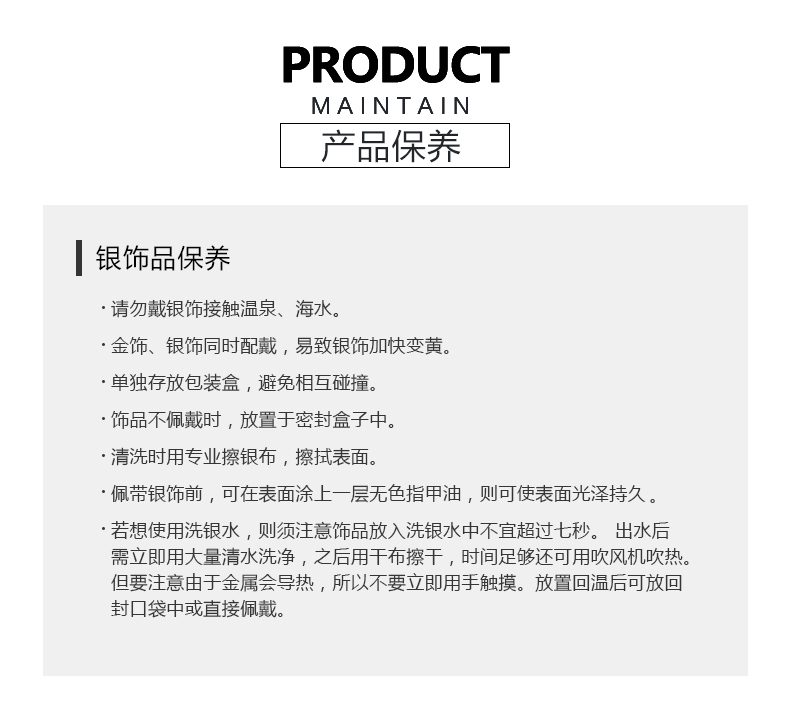 PRODUCT
MAINTAIN
产品保养
银饰品保养
·请勿戴银饰接触温泉、海水。
·金饰、银饰同时配戴，易致银饰加快变黄。
·单独存放包装盒，避免相互碰撞。
·饰品不佩戴时，放置于密封盒子中。
·清洗时用专业擦银布，擦拭表面。
·佩带银饰前，可在表面涂上一层无色指甲油，则可使表面光泽持久。
·若想使用洗银水，则须注意饰品放入洗银水中不宜超过七秒。 出水后
需立即用大量清水洗净，之后用干布擦干，时间足够还可用吹风机吹热。
但要注意由于金属会导热，所以不要立即用手触摸。放置回温后可放回
封口袋中或直接佩戴。